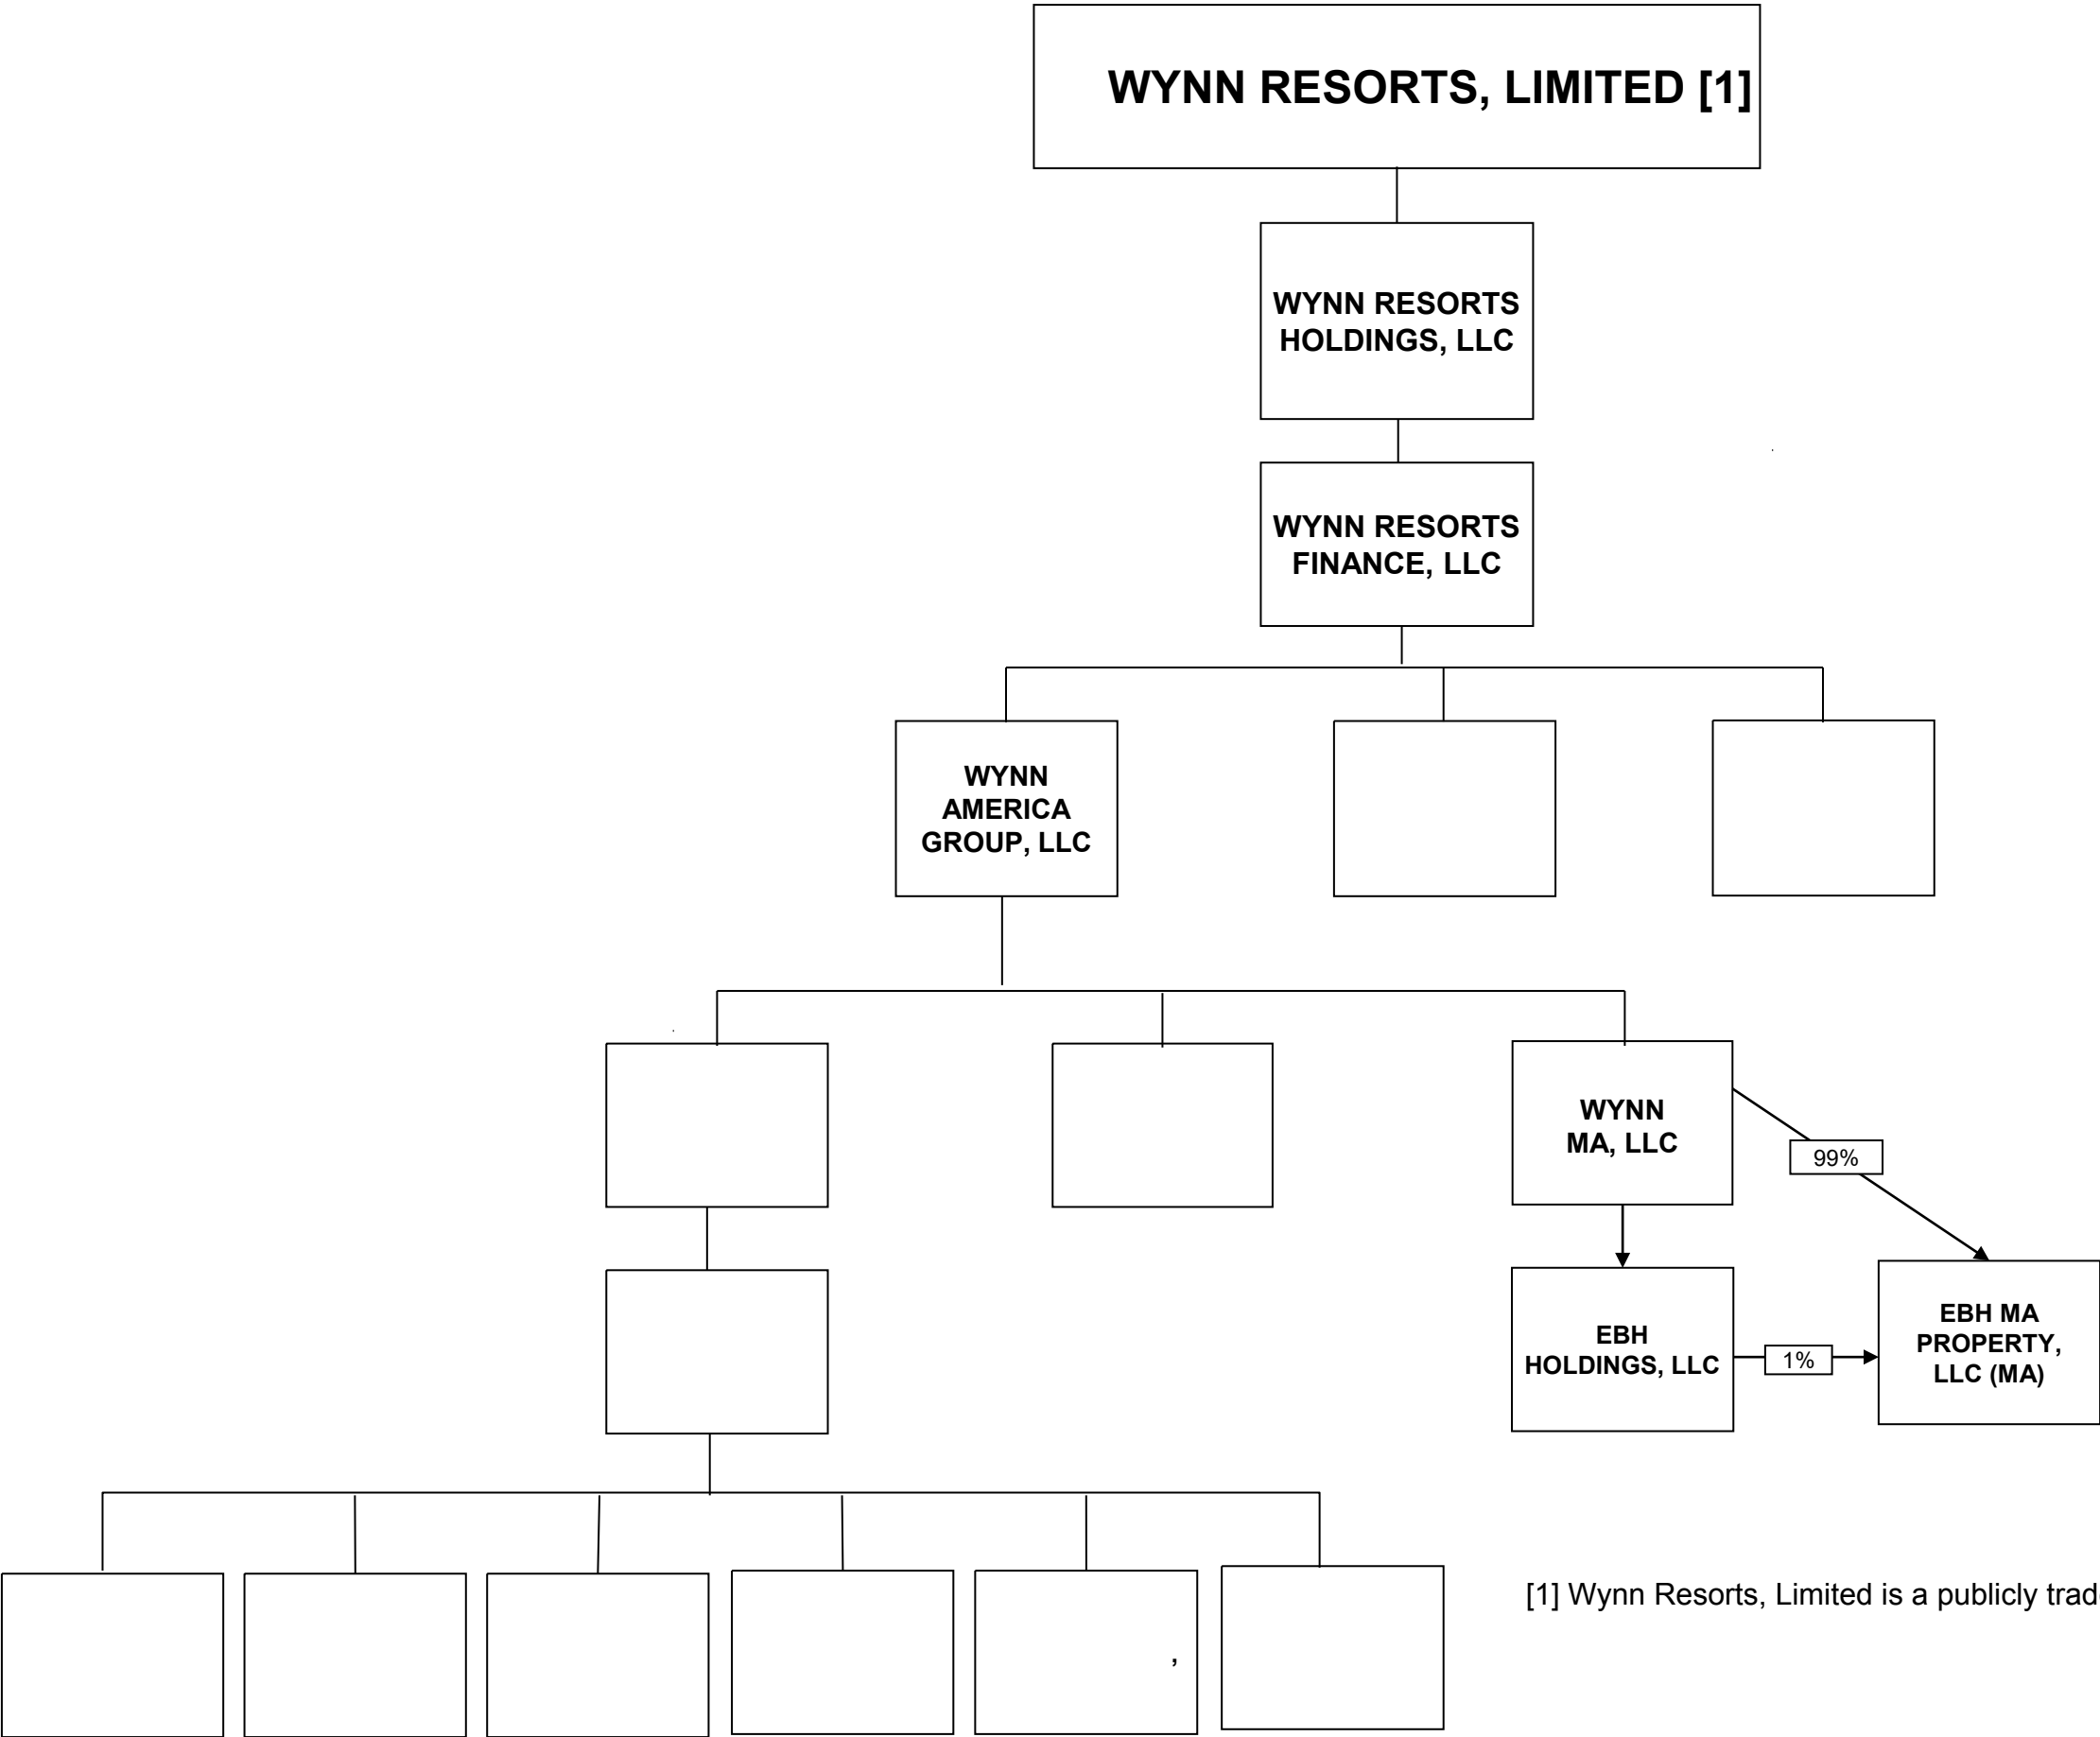 WYNN RESORTS, LIMITED [1]
WYNN RESORTS
HOLDINGS, LLC
WYNN RESORTS
FINANCE, LLC
WYNN
AMERICA
GROUP, LLC
WYNN
MA, LLC
99%
EBH
HOLDINGS, LLC
1%
EBH MA
PROPERTY,
LLC (MA)
[1] Wynn Resorts, Limited is a publicly
,